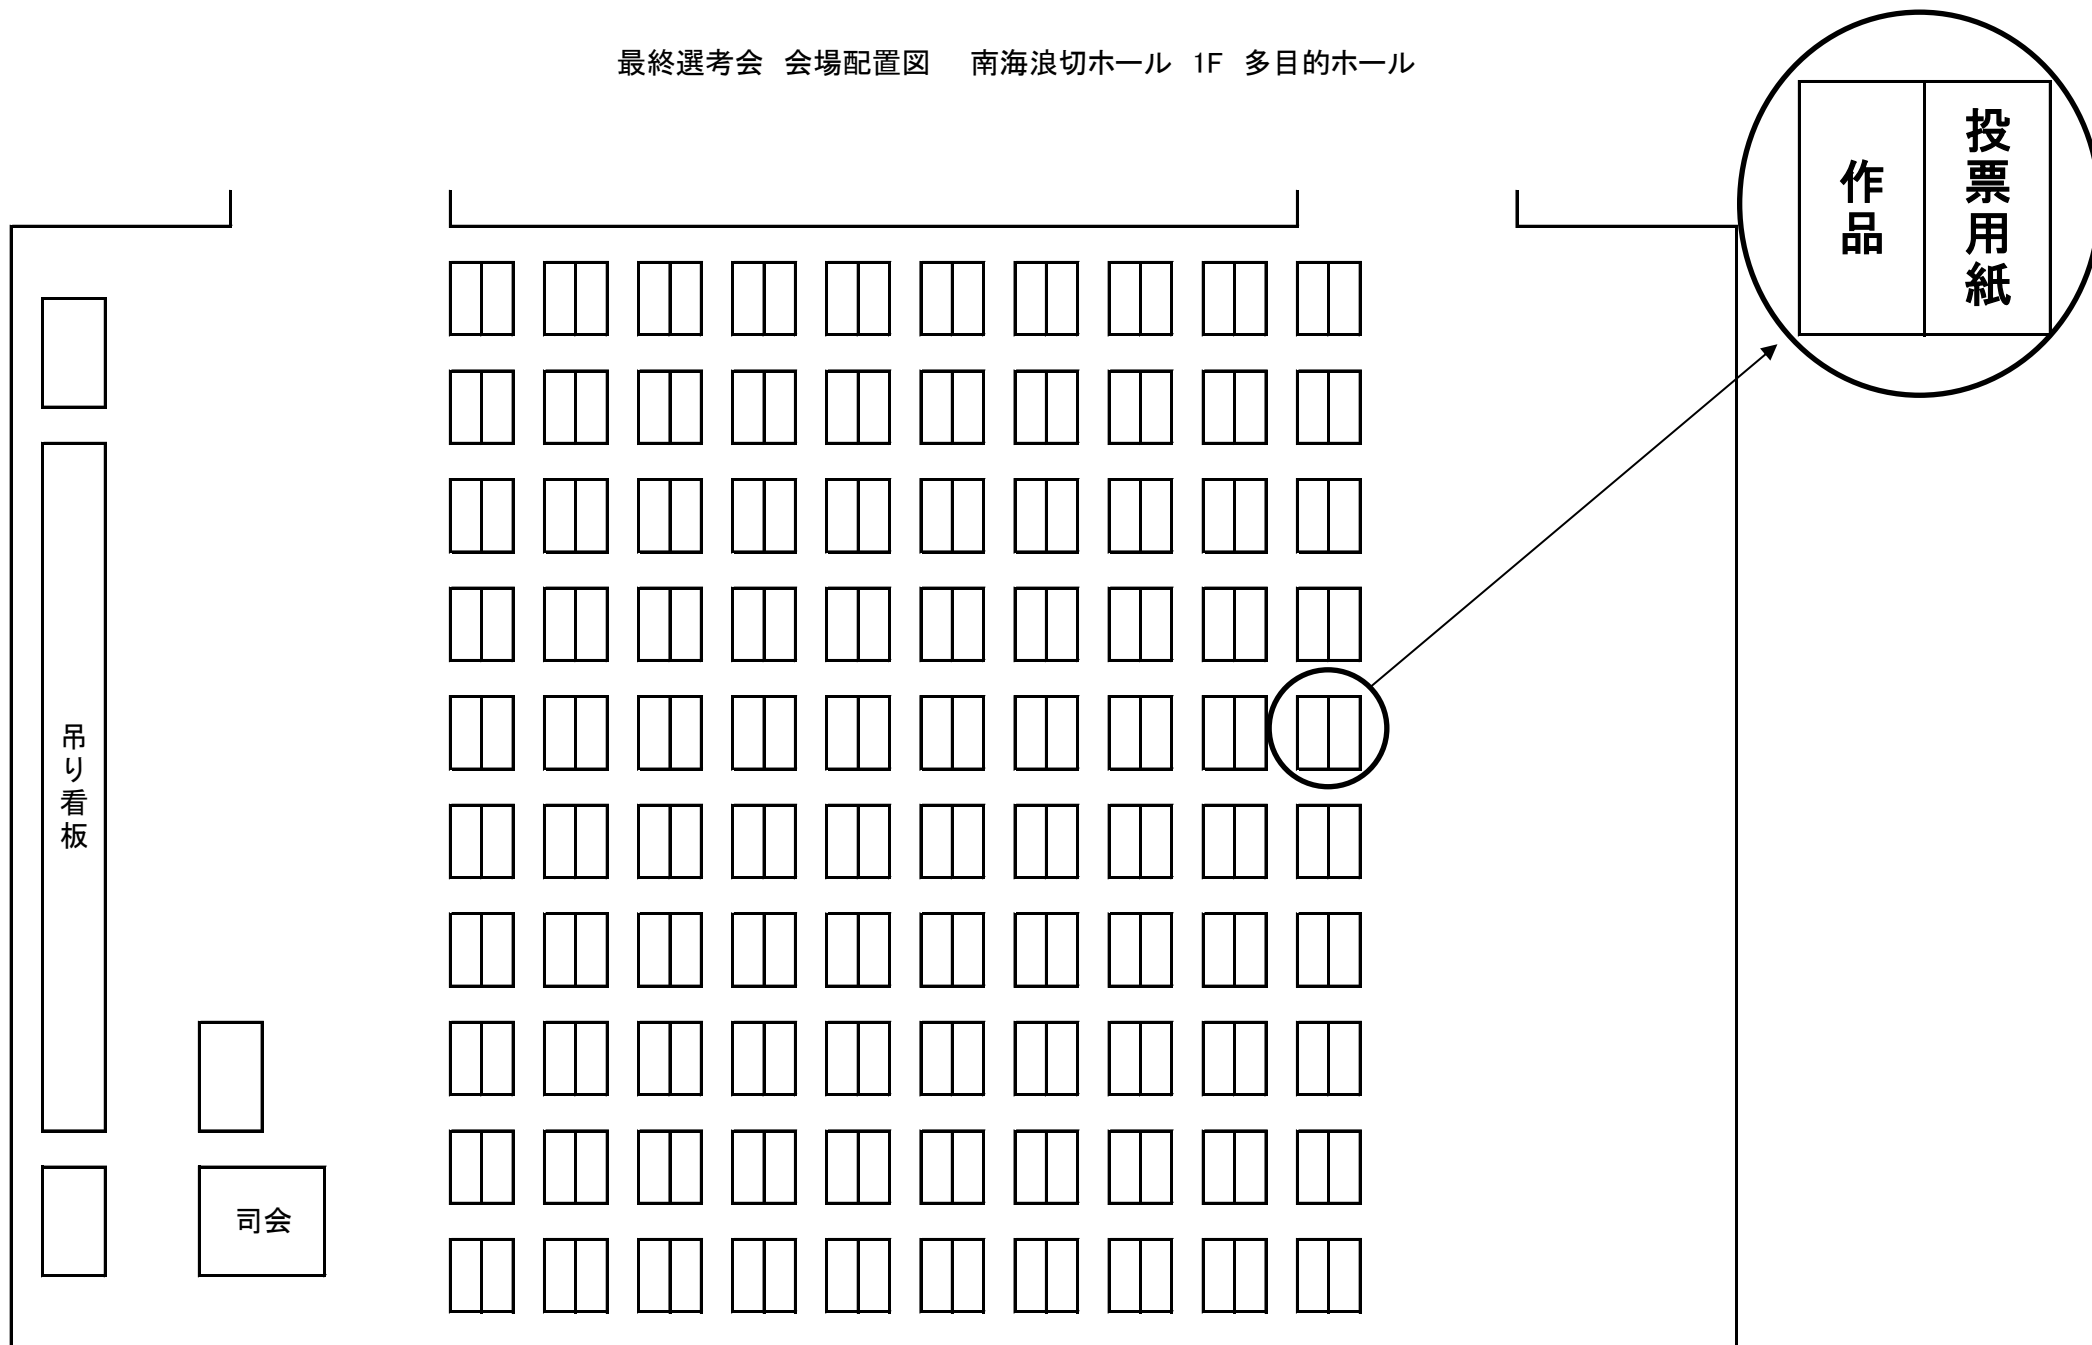 最終選考会 会場配置図　南海浪切ホール 1F 多目的ホール
投票用紙
作品
吊り看板
司会